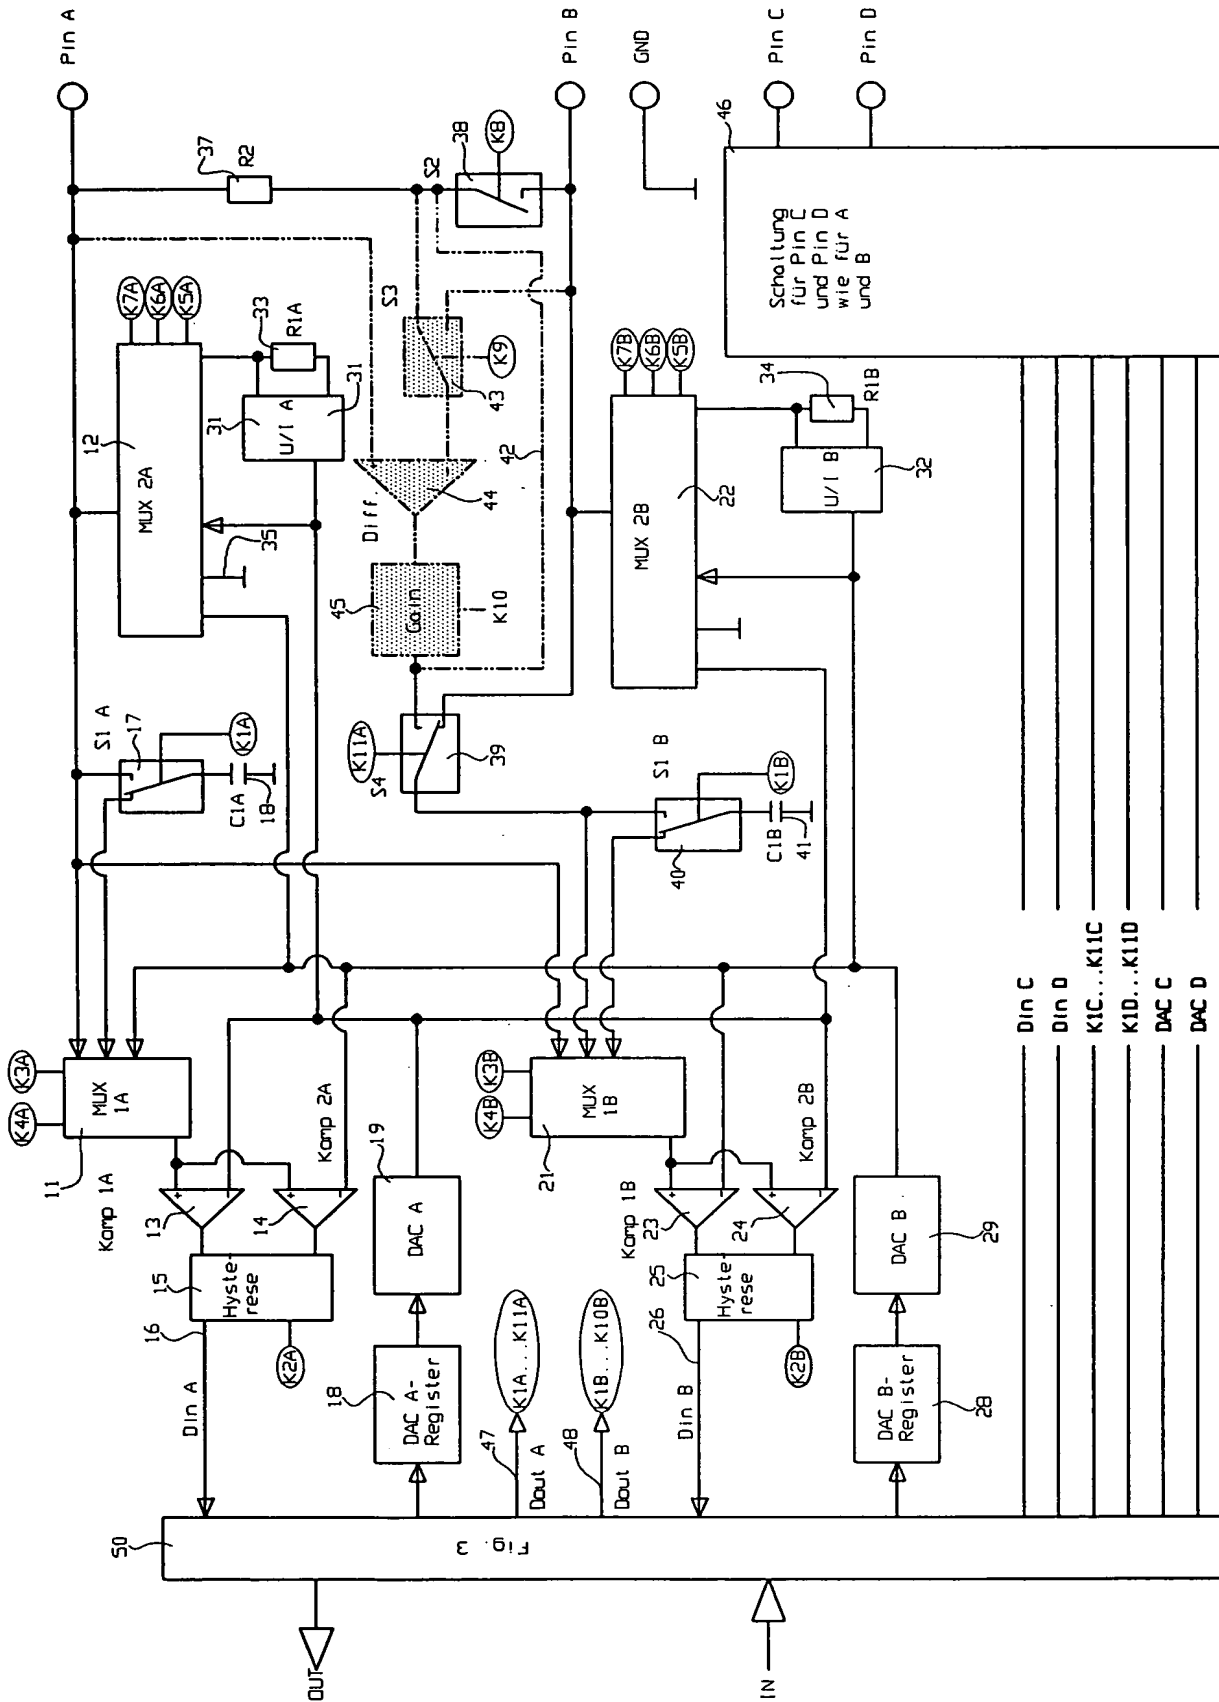 Pin A
Pin B
GND
Pin C
Pin D
37
R2
S2
38
K8
46
Schaltung
für Pin C
und Pin D
wie für A
und B
K7A
K6A
K5A
12
MUX 2A
33
R1A
31
U/I A
31
35
S3
K9
43
42
Diff.
44
45
Gain
K10
K7B
K6B
K5B
22
MUX 2B
34
R1B
U/I B
32
S1 A
17
K1A
C1A
18
K11A
S4
39
S1 B
K1B
40
C1B
41
K3A
K4A
MUX
1A
11
Komp 1A
Komp 2A
13
14
15
Hyste-
rese
16
K2A
Din A
19
DAC A
18
DAC A-
Register
K3B
K4B
MUX
1B
21
Komp 1B
Komp 2B
23
24
25
Hyste-
rese
26
K2B
Din B
DAC B
29
DAC B-
Register
28
K1A...K11A
47
Dout A
K1B...K10B
48
Dout B
Din C
Din D
K1C...K11C
K1D...K11D
DAC C
DAC D
50
Fig. 3
OUT
IN